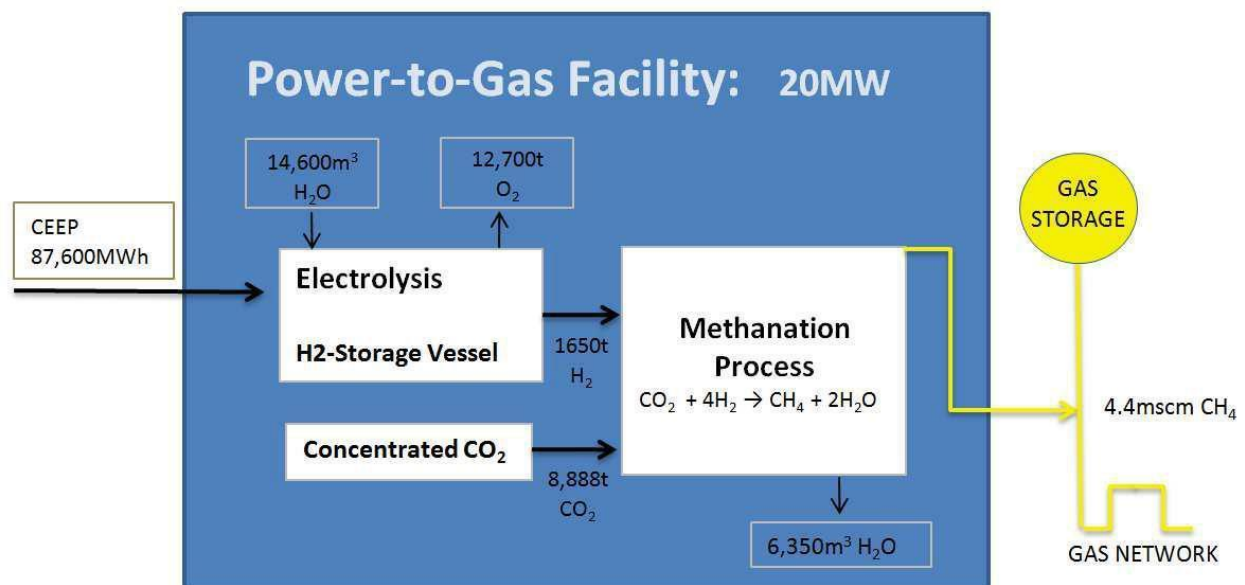 Power-to-Gas Facility: 20MW
14,600m³
H₂O
12,700t
O₂
CEEP
87,600MWh
Electrolysis
H2-Storage Vessel
1650t
H₂
Concentrated CO₂
8,888t
CO₂
Methanation
Process
CO₂ + 4H₂ → CH₄ + 2H₂O
6,350m³ H₂O
GAS
STORAGE
4.4mscm CH₄
GAS NETWORK